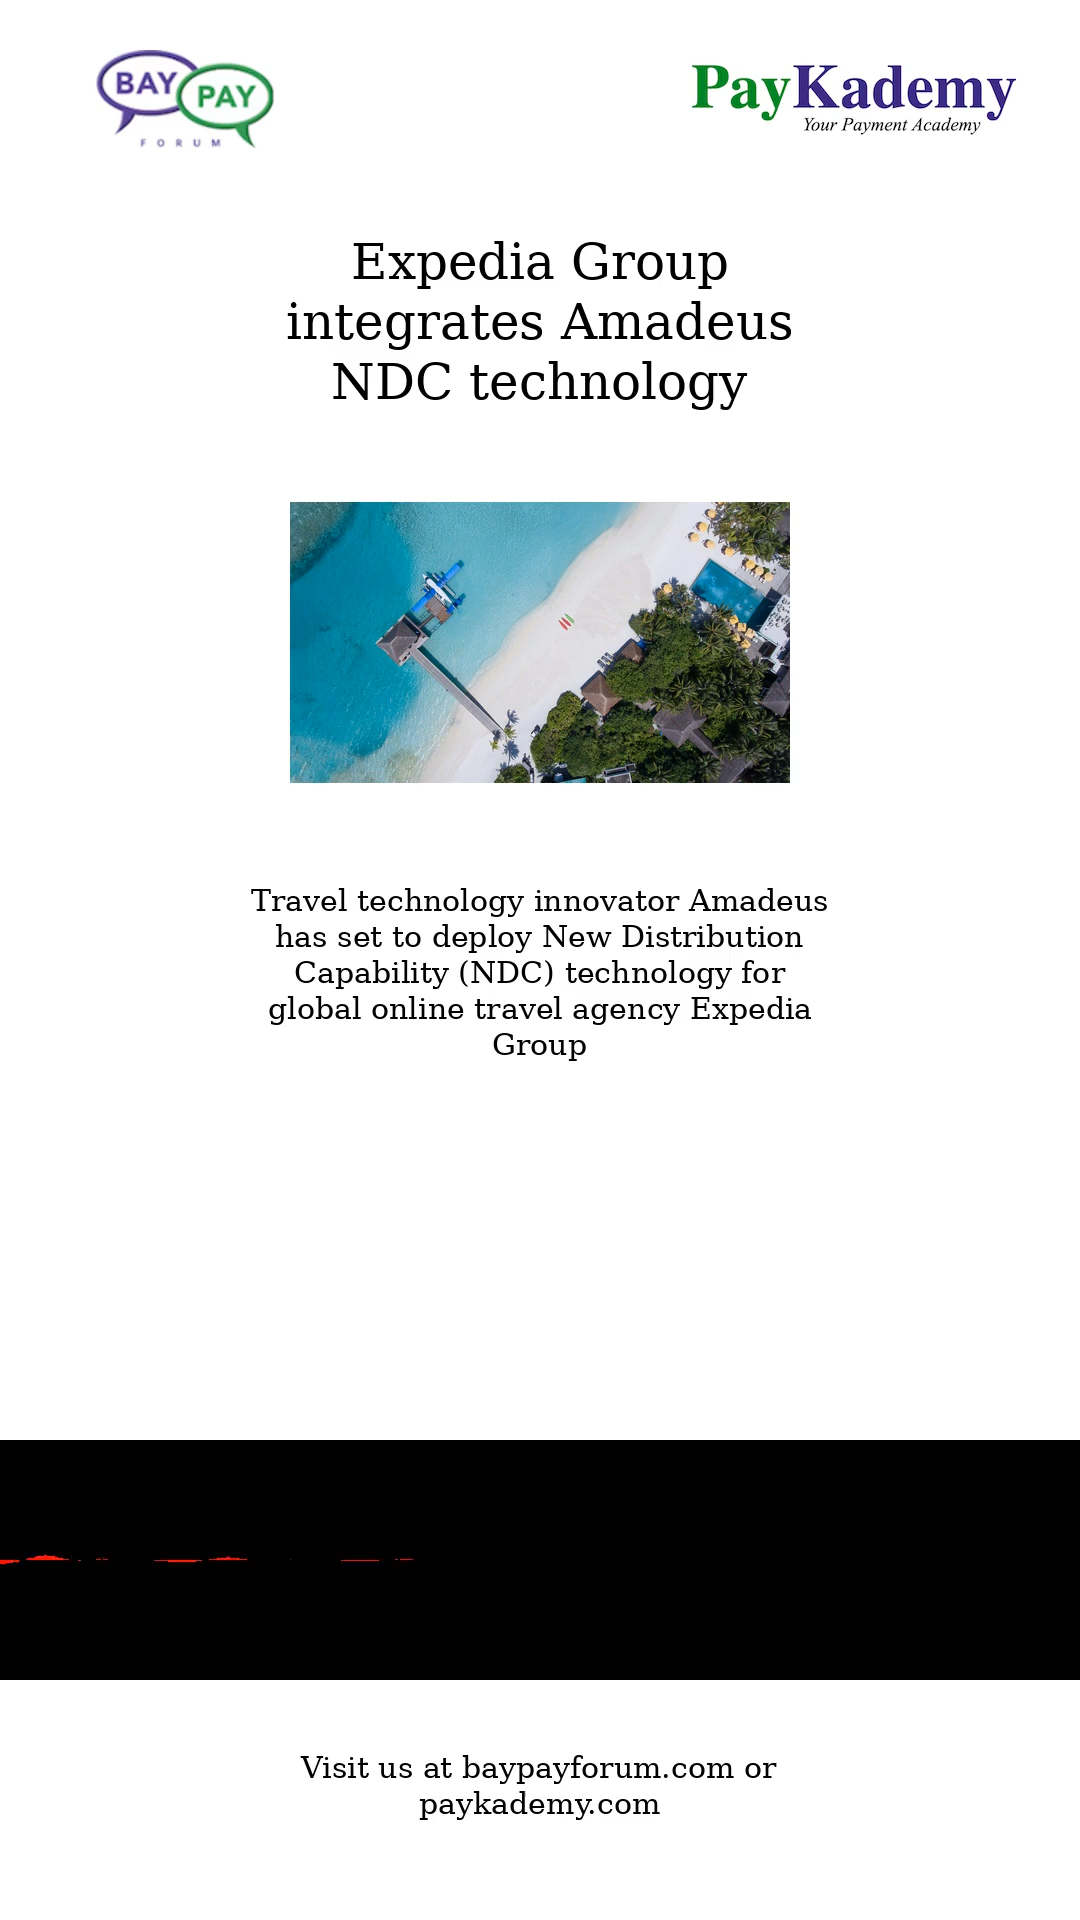 BAY PAY
FORUM
PayKademy
Your Payment Academy
Expedia Group
integrates Amadeus
NDC technology
Travel technology innovator Amadeus
has set to deploy New Distribution
Capability (NDC) technology for
global online travel agency Expedia
Group
Visit us at baypayforum.com or
paykademy.com